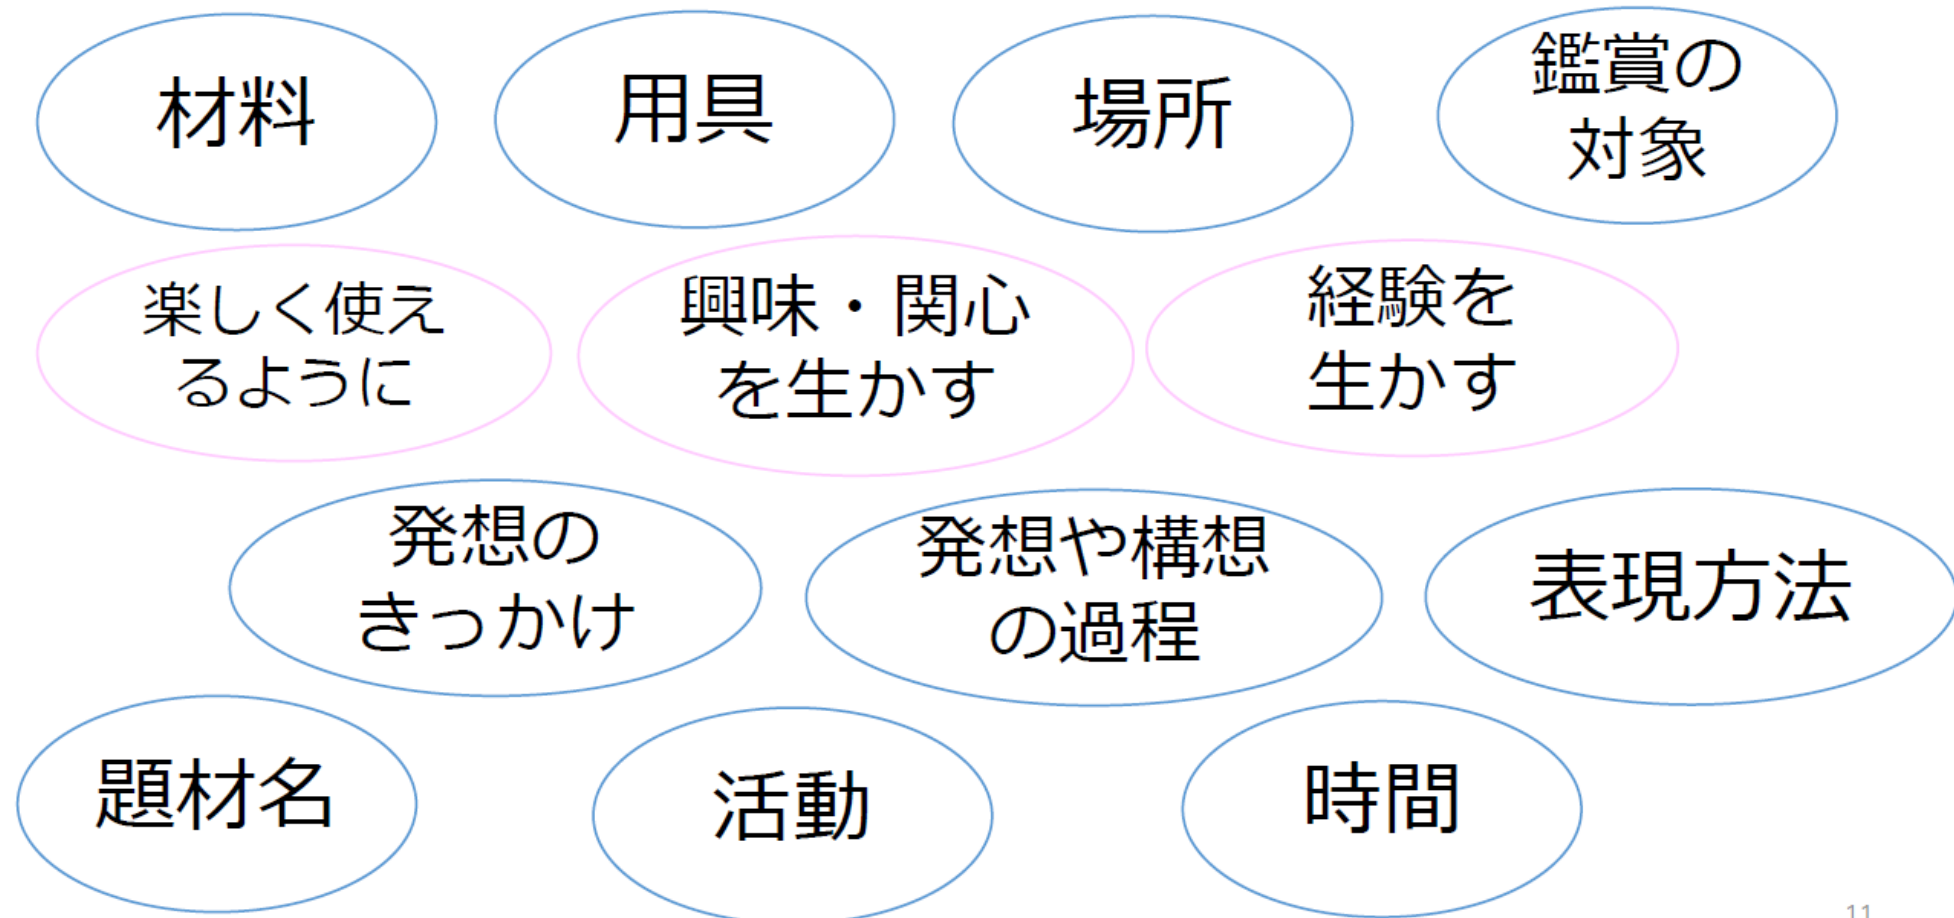 材料
用具
場所
鑑賞の
対象
楽しく使え
るように
興味・関心
を生かす
経験を
生かす
発想の
きっかけ
発想や構想
の過程
表現方法
題材名
活動
時間
11